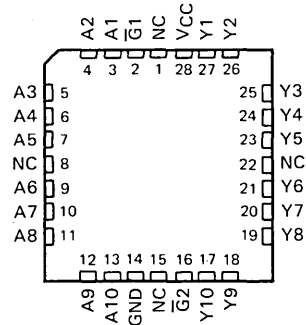 A2 A1 G̅1 NC VCC Y1 Y2
4 3 2 1 28 27 26
A3 5 25 Y3
A4 6 24 Y4
A5 7 23 Y5
NC 8 22 NC
A6 9 21 Y6
A7 10 20 Y7
A8 11 19 Y8
12 13 14 15 16 17 18
A9 A10 GND NC G̅2 Y10 Y9